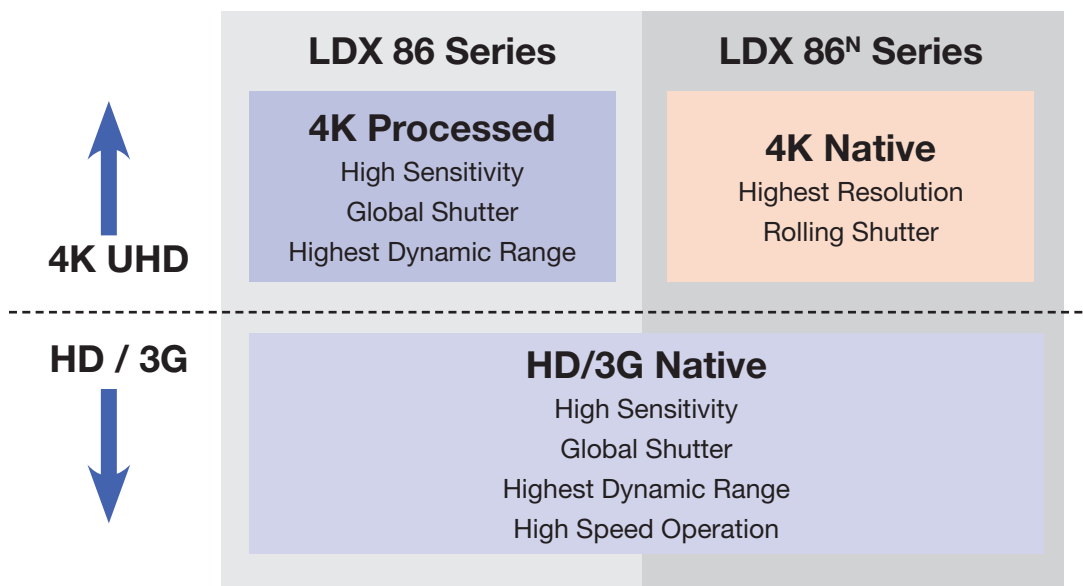 LDX 86 Series
LDX 86ᴺ Series
4K Processed
High Sensitivity
Global Shutter
Highest Dynamic Range
4K Native
Highest Resolution
Rolling Shutter
4K UHD
HD / 3G
HD/3G Native
High Sensitivity
Global Shutter
Highest Dynamic Range
High Speed Operation